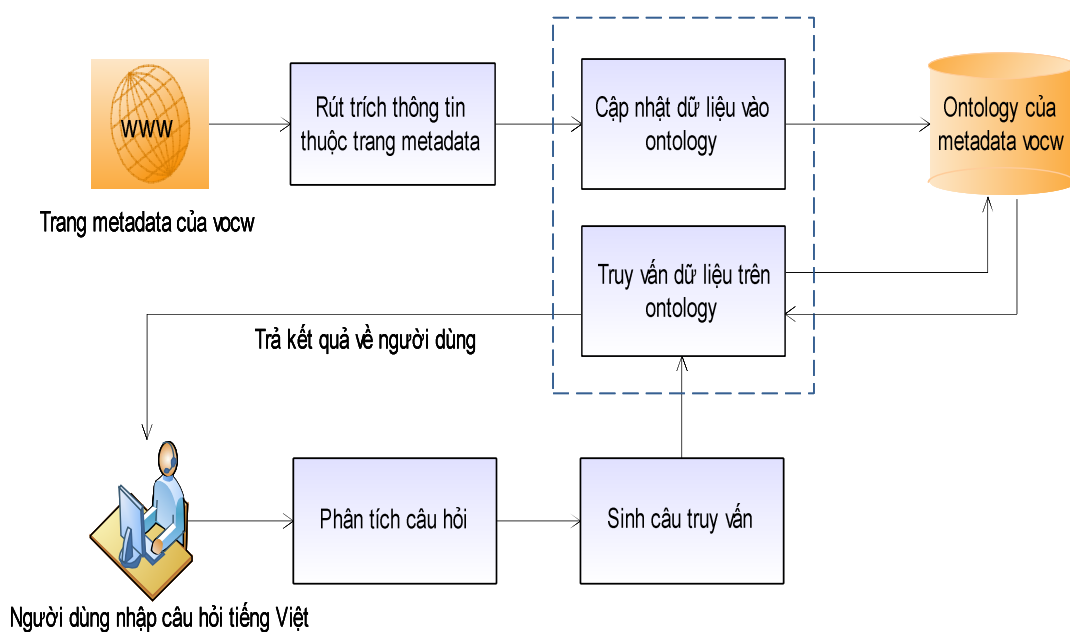 WWW
Rút trích thông tin
thuộc trang metadata
Cập nhật dữ liệu vào
ontology
Ontology của
metadata vocw
Trang metadata của vocw
Truy vấn dữ liệu trên
ontology
Trả kết quả về người dùng
Phân tích câu hỏi
Sinh câu truy vấn
Người dùng nhập câu hỏi tiếng Việt